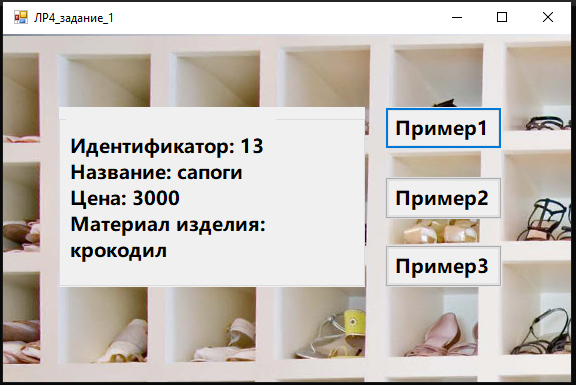 ЛР4_задание_1
Идентификатор: 13
Название: сапоги
Цена: 3000
Материал изделия:
крокодил
Пример1
Пример2
Пример3